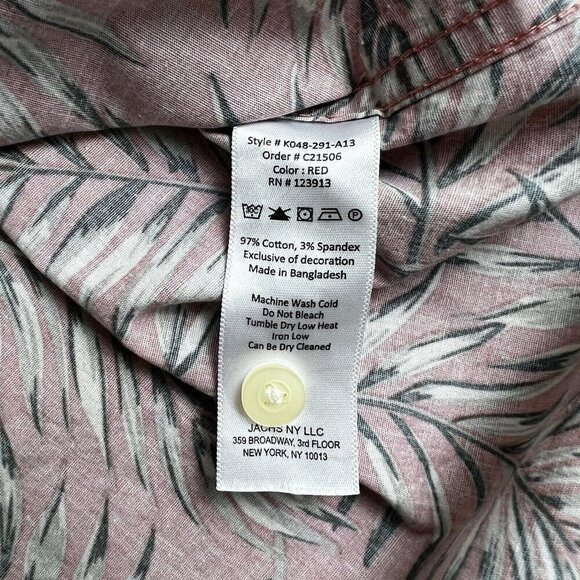 Style # K048-291-A13
Order # C21506
Color : RED
RN # 123913
97% Cotton, 3% Spandex
Exclusive of decoration
Made in Bangladesh
Machine Wash Cold
Do Not Bleach
Tumble Dry Low Heat
Iron Low
Can Be Dry Cleaned
JACHS NY LLC
359 BROADWAY, 3rd FLOOR
NEW YORK, NY 10013